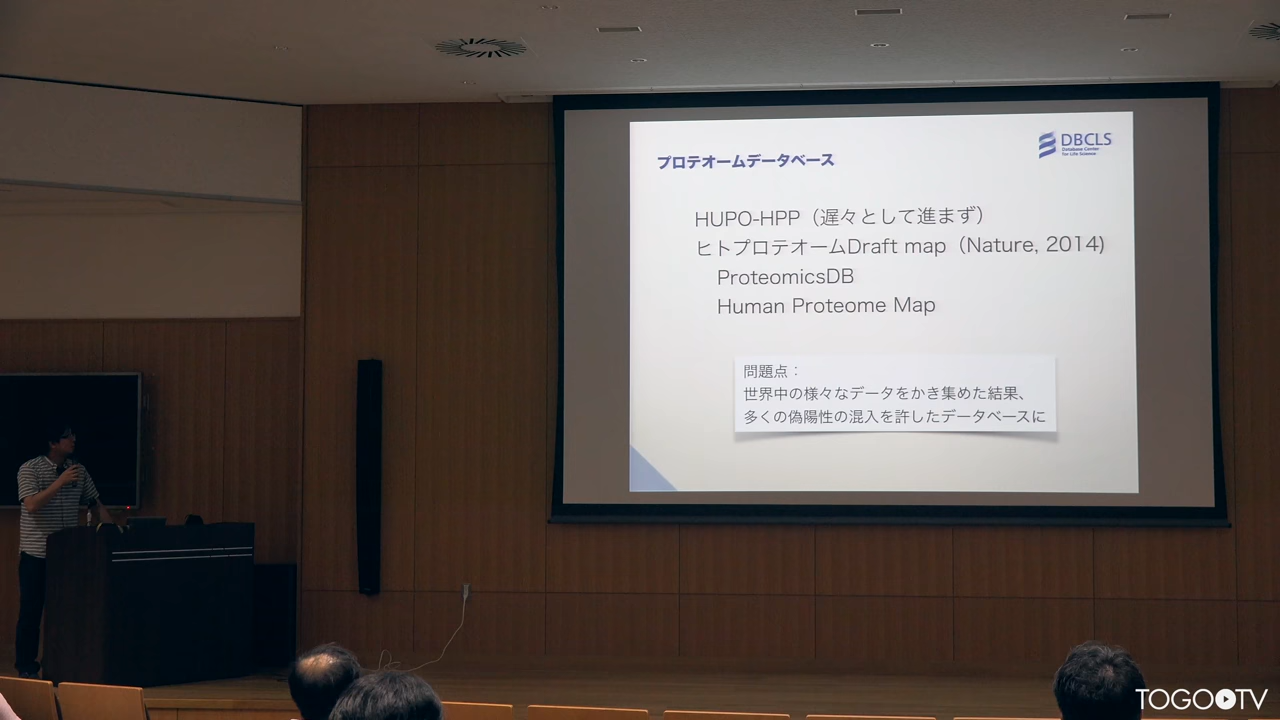 プロテオームデータベース
DBCLS
Database Center
for Life Science
HUPO-HPP（遅々として進まず）
ヒトプロテオームDraft map（Nature, 2014)
ProteomicsDB
Human Proteome Map
問題点：
世界中の様々なデータをかき集めた結果、
多くの偽陽性の混入を許したデータベースに
TOGOTV